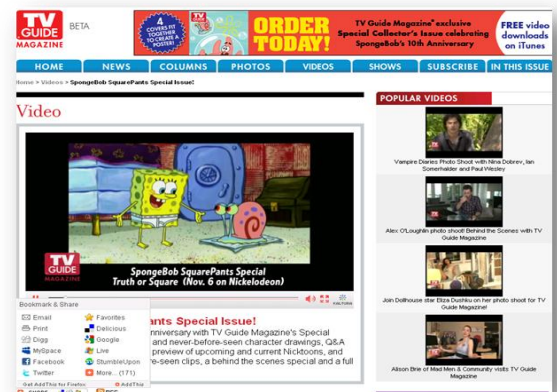 TV
GUIDE
MAGAZINE
BETA
4
COVERS FIT
TOGETHER
TO CREATE A
POSTER!
ORDER
TODAY!
TV Guide Magazine® exclusive
Special Collector's Issue celebrating
SpongeBob's 10th Anniversary
FREE video
downloads
on iTunes
HOME NEWS COLUMNS PHOTOS VIDEOS SHOWS SUBSCRIBE IN THIS ISSUE
Home > Videos > SpongeBob SquarePants Special Issue!
Video
TV
GUIDE
MAGAZINE
SpongeBob SquarePants Special
Truth or Square (Nov. 6 on Nickelodeon)
Bookmark & Share
Email Favorites
Print Delicious
Digg Google
MySpace Live
Facebook StumbleUpon
Twitter More... (171)
Get AddThis for Firefox AddThis
ants Special Issue!
nniversary with TV Guide Magazine's Special
and never-before-seen character drawings, Q&A
preview of upcoming and current Nicktoons, and
re-seen clips, a behind the scenes special and a full
POPULAR VIDEOS
Vampire Diaries Photo Shoot with Nina Dobrev, Ian
Somerhalder and Paul Wesley
Alex O'Loughlin photo shoot! Behind the Scenes with TV
Guide Magazine
Join Dollhouse star Eliza Dushku on her photo shoot for TV
Guide Magazine!
Alison Brie of Mad Men & Community visits TV Guide
Magazine